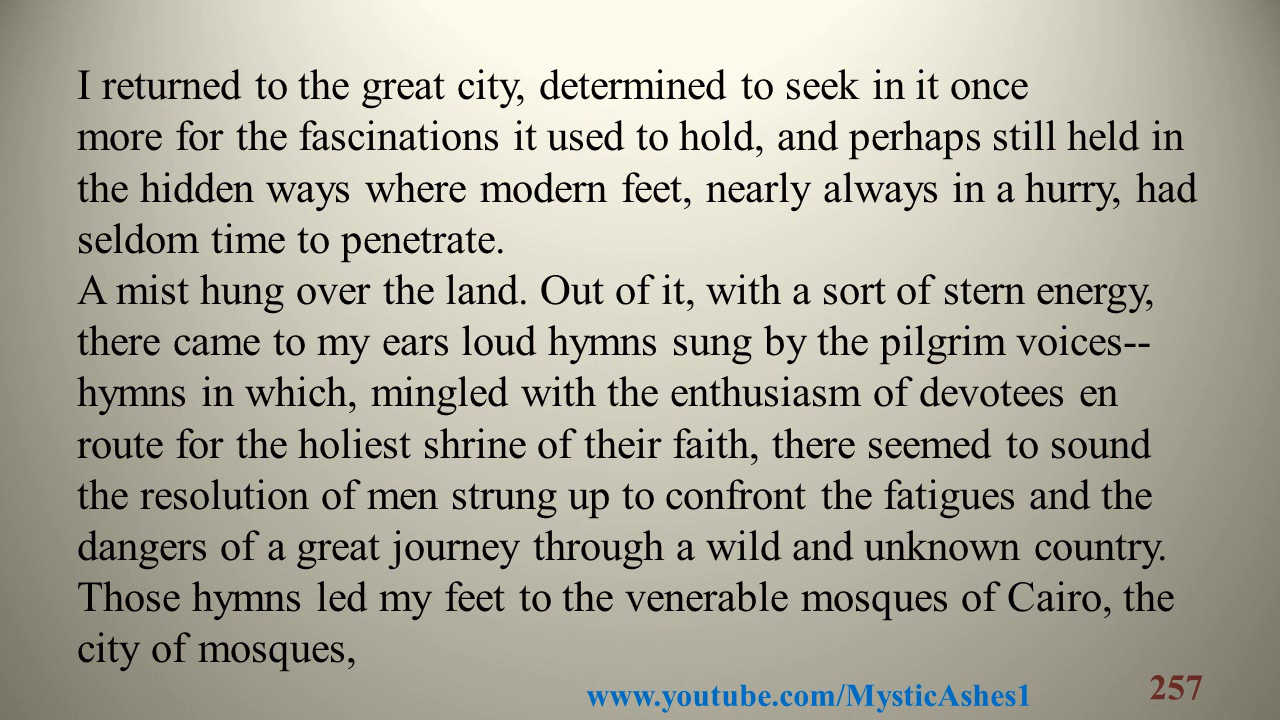 I returned to the great city, determined to seek in it once
more for the fascinations it used to hold, and perhaps still held in
the hidden ways where modern feet, nearly always in a hurry, had
seldom time to penetrate.
A mist hung over the land. Out of it, with a sort of stern energy,
there came to my ears loud hymns sung by the pilgrim voices--
hymns in which, mingled with the enthusiasm of devotees en
route for the holiest shrine of their faith, there seemed to sound
the resolution of men strung up to confront the fatigues and the
dangers of a great journey through a wild and unknown country.
Those hymns led my feet to the venerable mosques of Cairo, the
city of mosques,
www.youtube.com/MysticAshes1
257